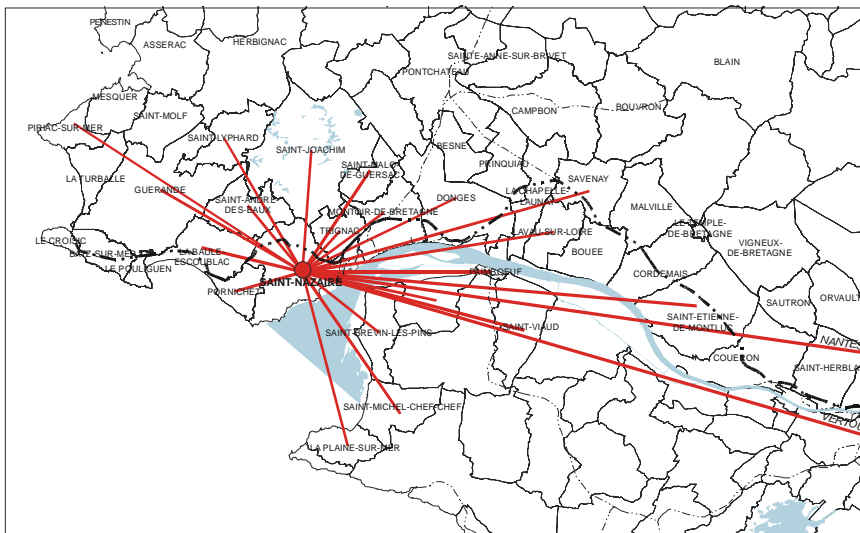 PENESTIN
ASSERAC
HERBIGNAC
SAINTE-ANNE-SUR-BRIVET
BLAIN
PONTCHATEAU
MESQUER
SAINT-MOLF
CAMPBON
BOUVRON
PIRIAC-SUR-MER
SAINT-LYPHARD
SAINT-JOACHIM
BESNE
SAINT-MALO-
DE-GUERSAC
PRINQUIAU
LA TURBALLE
GUERANDE
SAVENAY
SAINT-ANDRE
-DES-EAUX
DONGES
LA CHAPELLE-
LAUNAY
MALVILLE
MONTOIR-DE-BRETAGNE
TRIGNAC
LAVAU-SUR-LOIRE
LE-TEMPLE-
DE-BRETAGNE
LE CROISIC
BATZ-SUR-MER
LA BAULE-
ESCOUBLAC
LE POULIGUEN
BOUEE
VIGNEUX-
DE-BRETAGNE
PAIMBOEUF
CORDEMAIS
SAINT-NAZAIRE
PORNICHET
SAUTRON
ORVAULT
SAINT-BREVIN-LES-PINS
SAINT-VIAUD
SAINT-ETIENNE-
DE-MONTLUC
NANTES
COUERON
SAINT-HERBLA
SAINT-MICHEL-CHEF-CHEF
VERTOU
LA PLAINE-SUR-MER